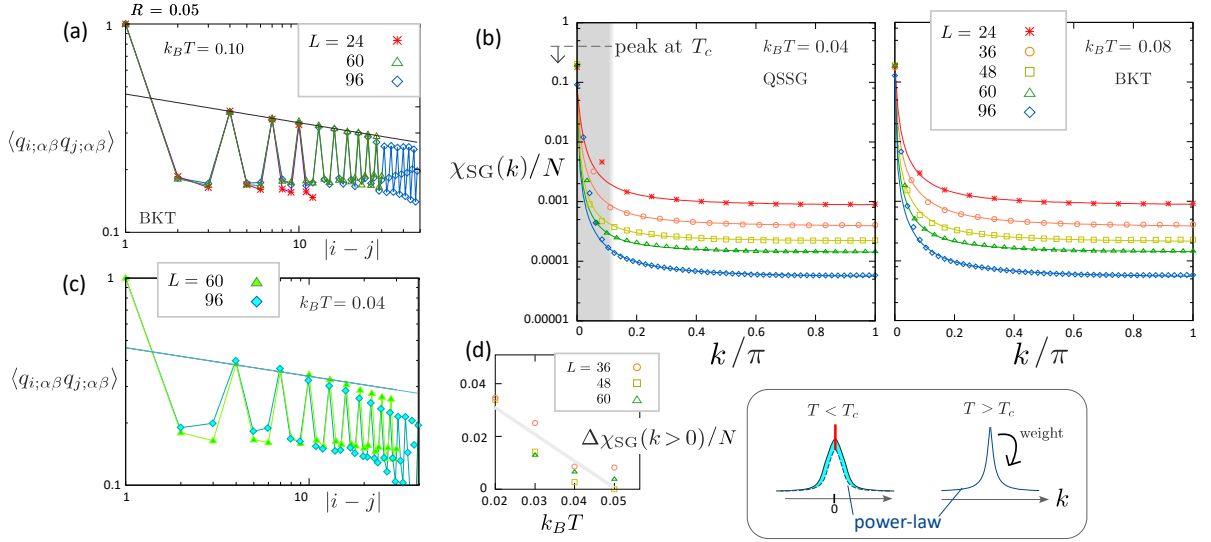 R = 0.05
(a)
k_BT = 0.10
L = 24
60
96
⟨q_{i;αβ}q_{j;αβ}⟩
BKT
1
0.1
1
10
|i − j|
(b)
peak at T_c
k_BT = 0.04
QSSG
χ_SG(k)/N
1
0.1
0.01
0.001
0.0001
0.00001
0
0.2
0.4
0.6
0.8
1
k/π
L = 24
36
48
60
96
k_BT = 0.08
BKT
0
0.2
0.4
0.6
0.8
1
k/π
(c)
L = 60
96
k_BT = 0.04
⟨q_{i;αβ}q_{j;αβ}⟩
1
0.1
1
10
|i − j|
(d)
L = 36
48
60
0.04
0.02
0
0.02
0.03
0.04
0.05
k_BT
Δχ_SG(k>0)/N
T < T_c
T > T_c
weight
0
k
power-law